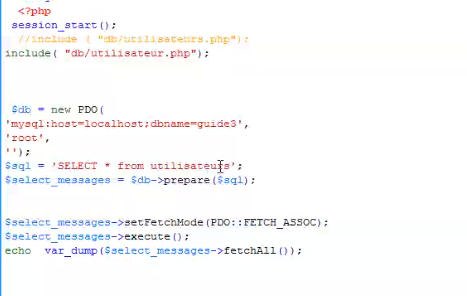 <?php
session_start();
//include ( "db/utilisateurs.php");
include( "db/utilisateur.php");
$db = new PDO(
'mysql:host=localhost;dbname=guide3',
'root',
'');
$sql = 'SELECT * from utilisateurs';
$select_messages = $db->prepare($sql);
$select_messages->setFetchMode(PDO::FETCH_ASSOC);
$select_messages->execute();
echo var_dump($select_messages->fetchAll());